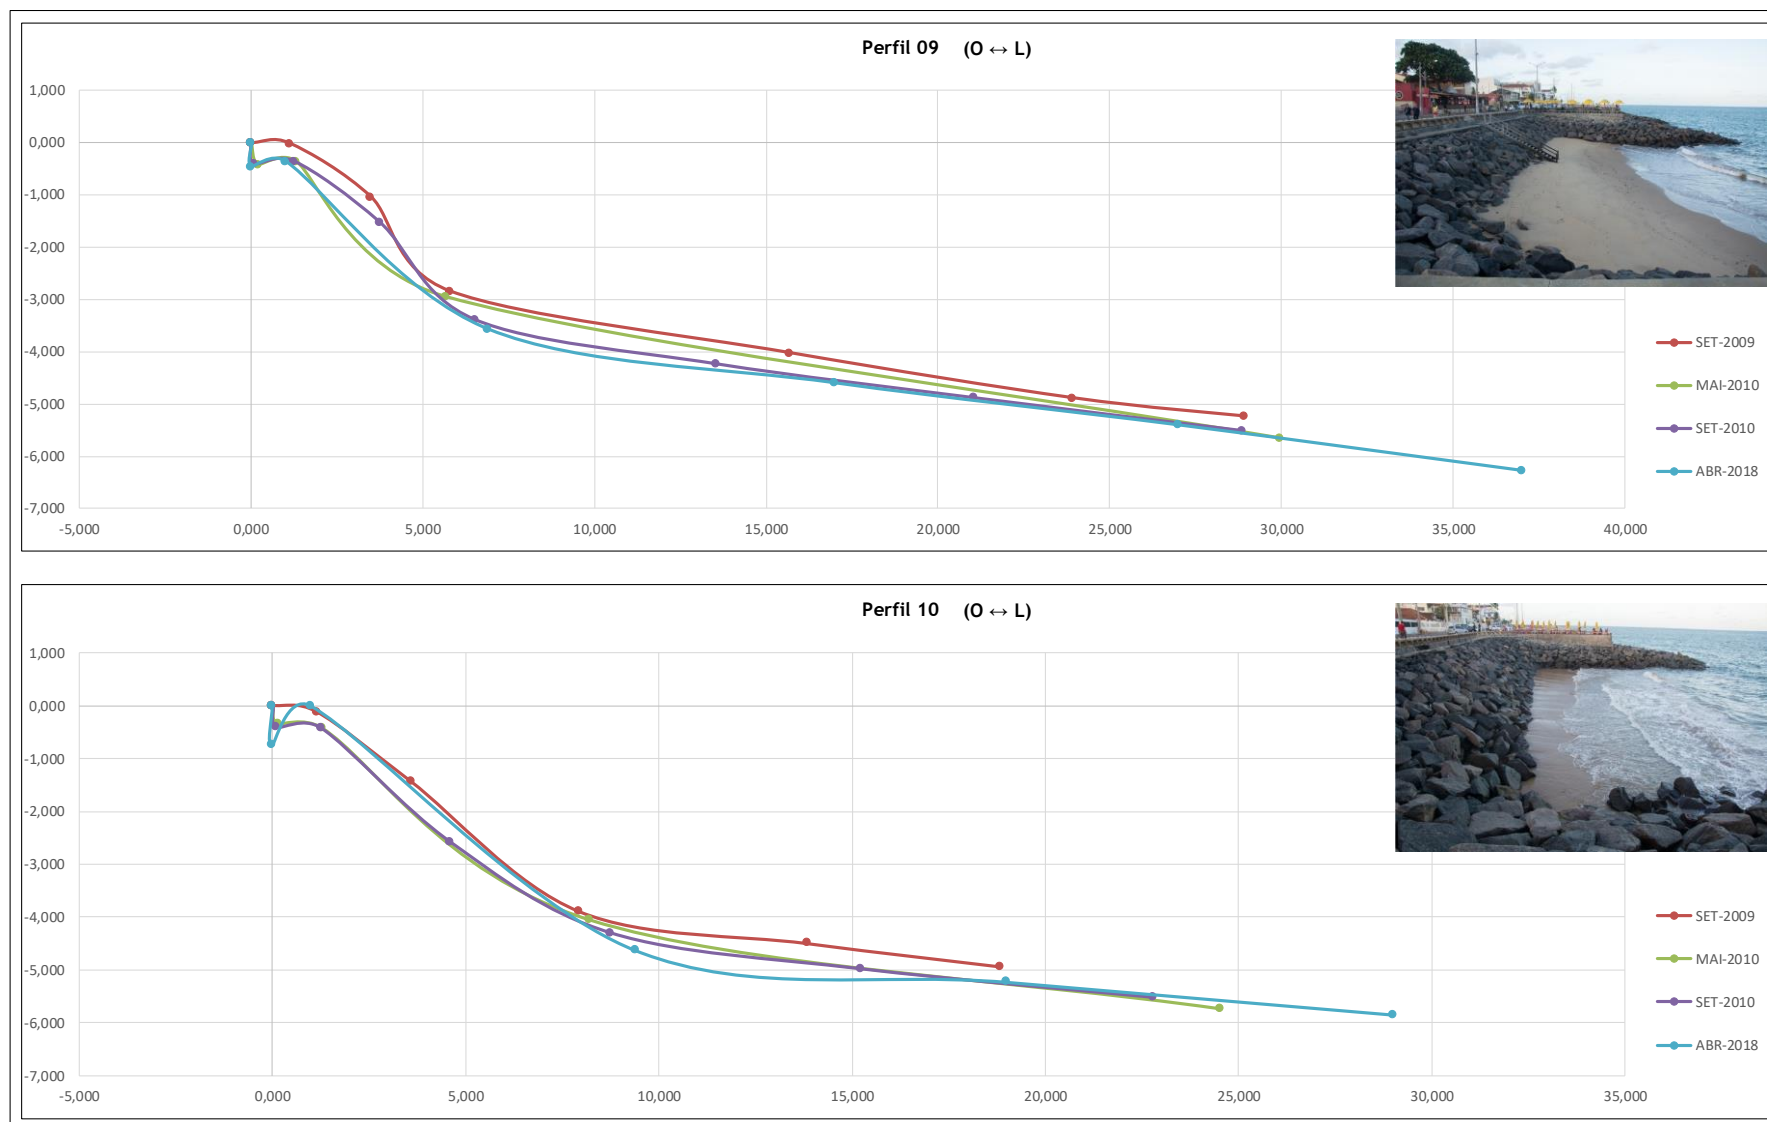 Perfil 09 (O ↔ L)
1,000
0,000
-1,000
-2,000
-3,000
-4,000
-5,000
-6,000
-7,000
-5,000 0,000 5,000 10,000 15,000 20,000 25,000 30,000 35,000 40,000
SET-2009
MAI-2010
SET-2010
ABR-2018
Perfil 10 (O ↔ L)
1,000
0,000
-1,000
-2,000
-3,000
-4,000
-5,000
-6,000
-7,000
-5,000 0,000 5,000 10,000 15,000 20,000 25,000 30,000 35,000
SET-2009
MAI-2010
SET-2010
ABR-2018